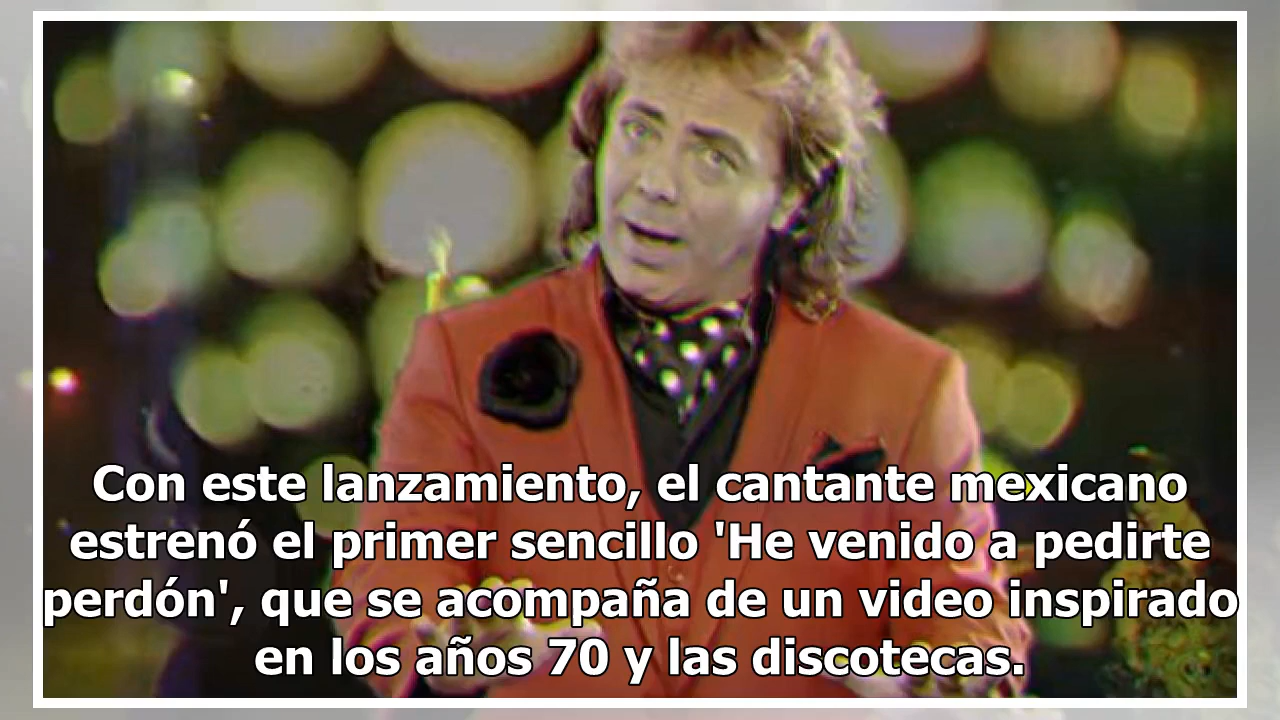 Con este lanzamiento, el cantante mexicano
estrenó el primer sencillo 'He venido a pedirte
perdón', que se acompaña de un video inspirado
en los años 70 y las discotecas.